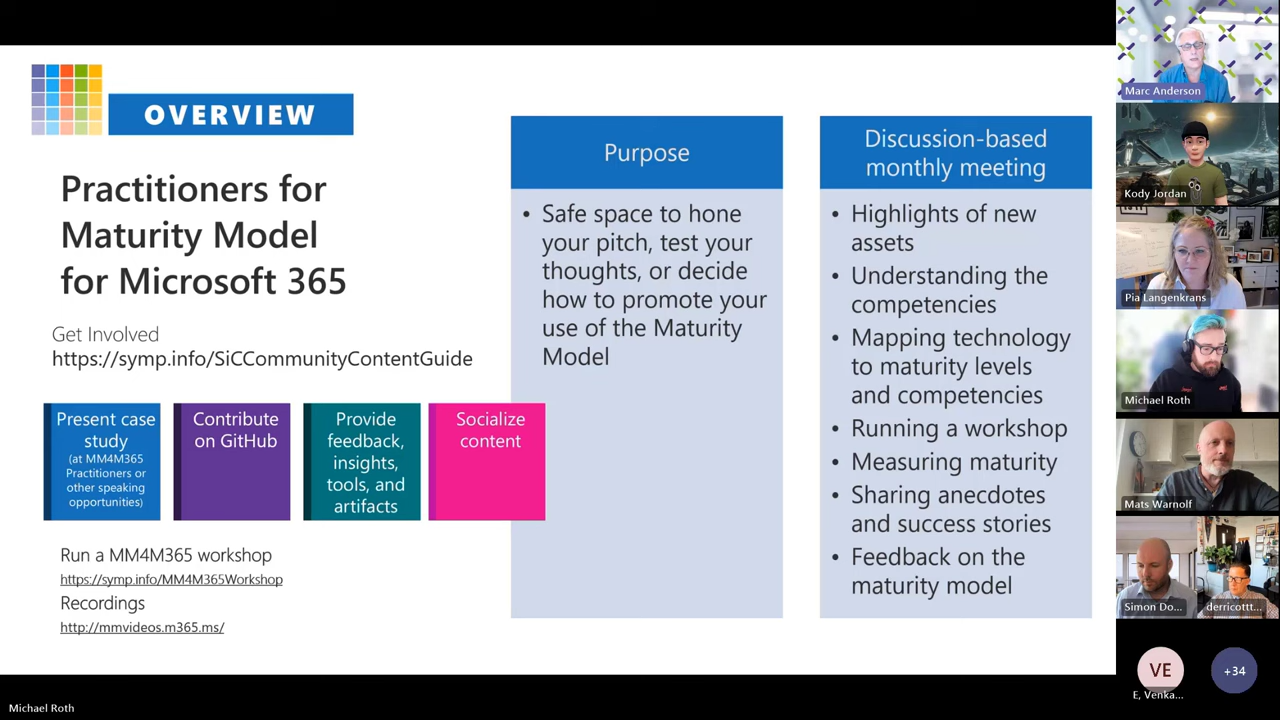 OVERVIEW
Practitioners for
Maturity Model
for Microsoft 365
Get Involved
https://symp.info/SiCCommunityContentGuide
Present case
study
(at MM4M365
Practitioners or
other speaking
opportunities)
Contribute
on GitHub
Provide
feedback,
insights,
tools, and
artifacts
Socialize
content
Run a MM4M365 workshop
https://symp.info/MM4M365Workshop
Recordings
http://mmvideos.m365.ms/
Purpose
• Safe space to hone
your pitch, test your
thoughts, or decide
how to promote your
use of the Maturity
Model
Discussion-based
monthly meeting
• Highlights of new
assets
• Understanding the
competencies
• Mapping technology
to maturity levels
and competencies
• Running a workshop
• Measuring maturity
• Sharing anecdotes
and success stories
• Feedback on the
maturity model
Marc Anderson
Kody Jordan
Pia Langenkrans
Michael Roth
Mats Warnolf
Simon Do...
derricottt...
VE
E, Venka...
+34
Michael Roth